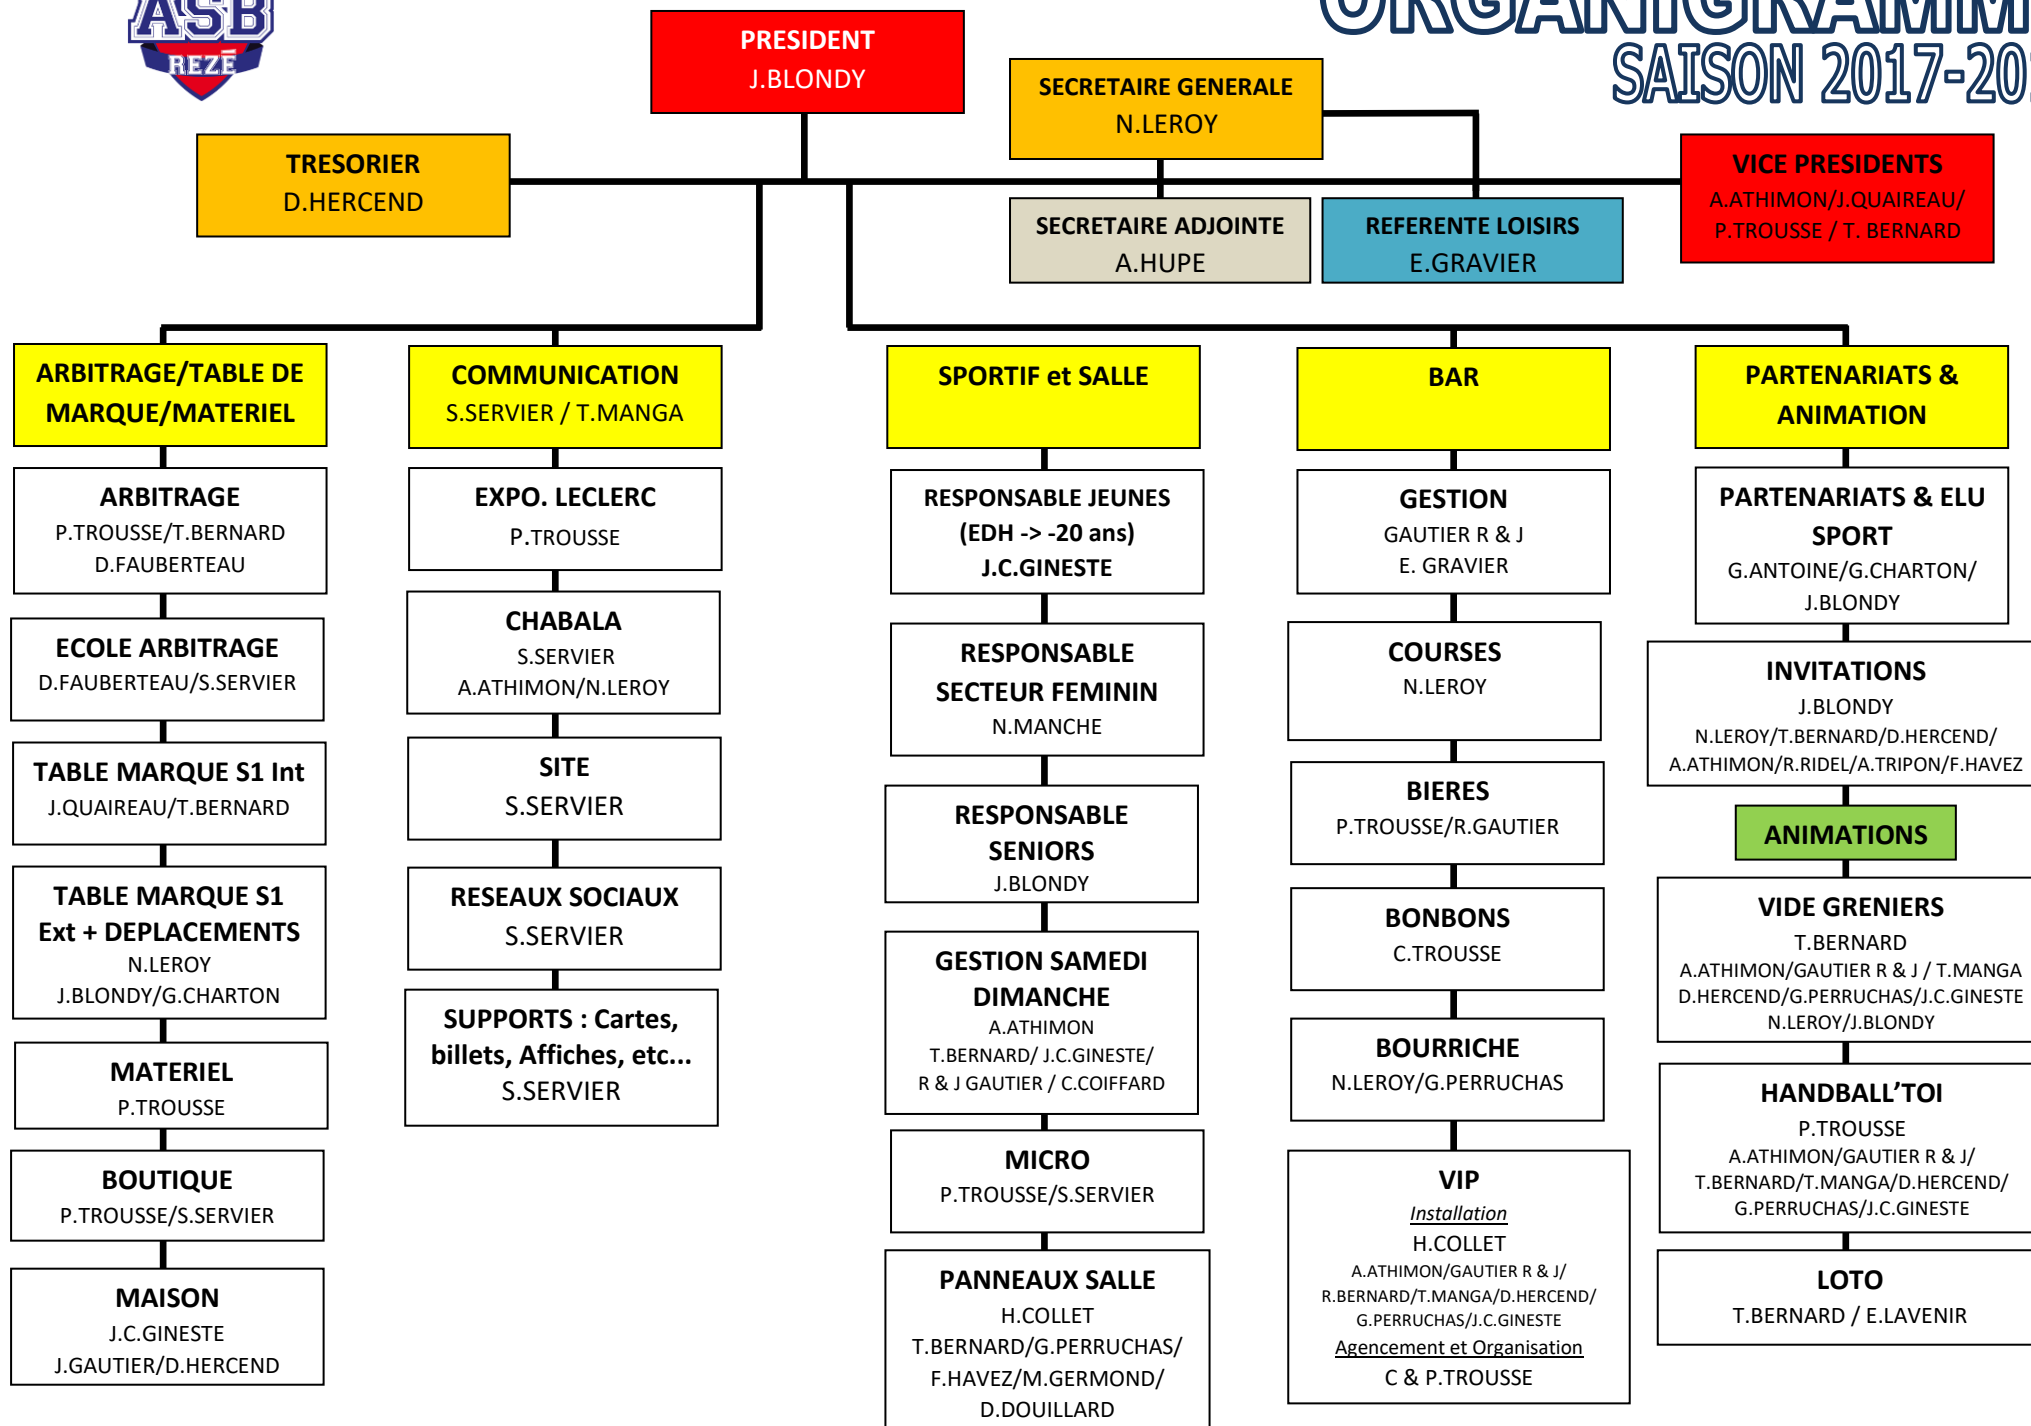 ASB
REZÉ
ORGANIGRAMM
SAISON 2017-20
PRESIDENT
J.BLONDY
SECRETAIRE GENERALE
N.LEROY
TRESORIER
D.HERCEND
VICE PRESIDENTS
A.ATHIMON/J.QUAIREAU/
P.TROUSSE / T. BERNARD
SECRETAIRE ADJOINTE
A.HUPE
REFERENTE LOISIRS
E.GRAVIER
ARBITRAGE/TABLE DE
MARQUE/MATERIEL
ARBITRAGE
P.TROUSSE/T.BERNARD
D.FAUBERTEAU
ECOLE ARBITRAGE
D.FAUBERTEAU/S.SERVIER
TABLE MARQUE S1 Int
J.QUAIREAU/T.BERNARD
TABLE MARQUE S1
Ext + DEPLACEMENTS
N.LEROY
J.BLONDY/G.CHARTON
MATERIEL
P.TROUSSE
BOUTIQUE
P.TROUSSE/S.SERVIER
MAISON
J.C.GINESTE
J.GAUTIER/D.HERCEND
COMMUNICATION
S.SERVIER / T.MANGA
EXPO. LECLERC
P.TROUSSE
CHABALA
S.SERVIER
A.ATHIMON/N.LEROY
SITE
S.SERVIER
RESEAUX SOCIAUX
S.SERVIER
SUPPORTS : Cartes,
billets, Affiches, etc...
S.SERVIER
SPORTIF et SALLE
RESPONSABLE JEUNES
(EDH -> -20 ans)
J.C.GINESTE
RESPONSABLE
SECTEUR FEMININ
N.MANCHE
RESPONSABLE
SENIORS
J.BLONDY
GESTION SAMEDI
DIMANCHE
A.ATHIMON
T.BERNARD/ J.C.GINESTE/
R & J GAUTIER / C.COIFFARD
MICRO
P.TROUSSE/S.SERVIER
PANNEAUX SALLE
H.COLLET
T.BERNARD/G.PERRUCHAS/
F.HAVEZ/M.GERMOND/
D.DOUILLARD
BAR
GESTION
GAUTIER R & J
E. GRAVIER
COURSES
N.LEROY
BIERES
P.TROUSSE/R.GAUTIER
BONBONS
C.TROUSSE
BOURRICHE
N.LEROY/G.PERRUCHAS
VIP
Installation
H.COLLET
A.ATHIMON/GAUTIER R & J/
R.BERNARD/T.MANGA/D.HERCEND/
G.PERRUCHAS/J.C.GINESTE
Agencement et Organisation
C & P.TROUSSE
PARTENARIATS &
ANIMATION
PARTENARIATS & ELU
SPORT
G.ANTOINE/G.CHARTON/
J.BLONDY
INVITATIONS
J.BLONDY
N.LEROY/T.BERNARD/D.HERCEND/
A.ATHIMON/R.RIDEL/A.TRIPON/F.HAVEZ
ANIMATIONS
VIDE GRENIERS
T.BERNARD
A.ATHIMON/GAUTIER R & J / T.MANGA
D.HERCEND/G.PERRUCHAS/J.C.GINESTE
N.LEROY/J.BLONDY
HANDBALL’TOI
P.TROUSSE
A.ATHIMON/GAUTIER R & J/
T.BERNARD/T.MANGA/D.HERCEND/
G.PERRUCHAS/J.C.GINESTE
LOTO
T.BERNARD / E.LAVENIR